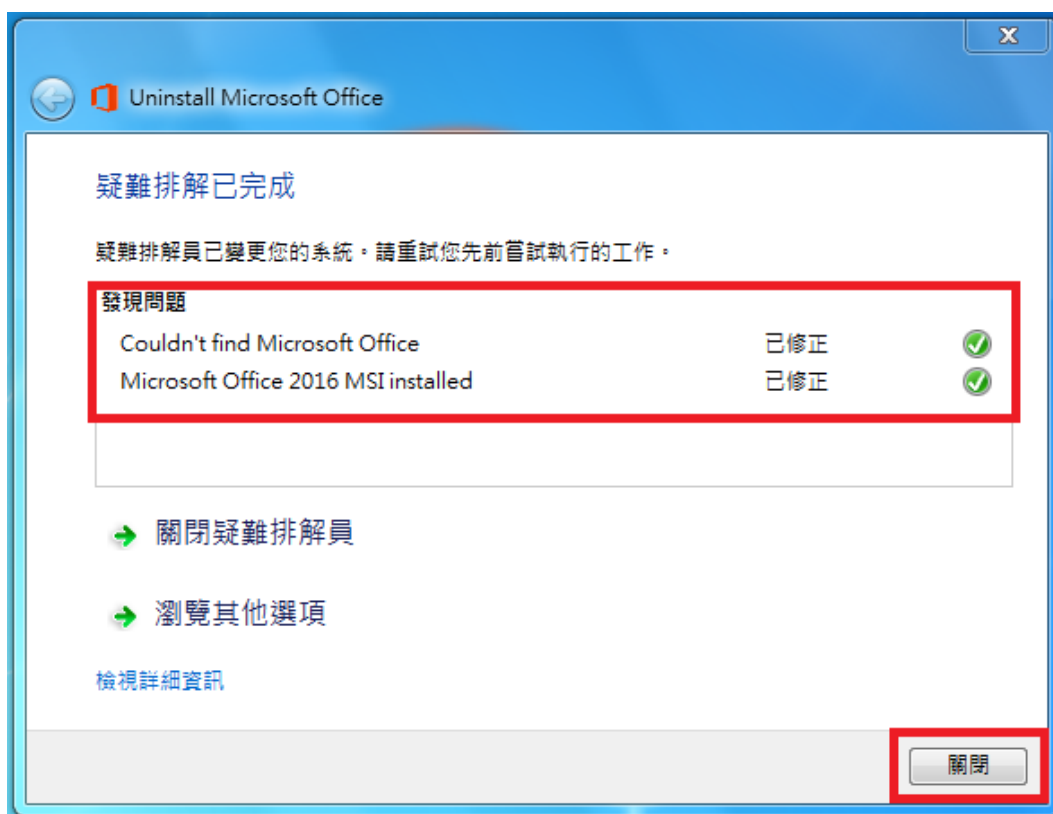 Uninstall Microsoft Office
疑難排解已完成
疑難排解員已變更您的系統。請重試您先前嘗試執行的工作。
發現問題
Couldn't find Microsoft Office 已修正
Microsoft Office 2016 MSI installed 已修正
關閉疑難排解員
瀏覽其他選項
檢視詳細資訊
關閉